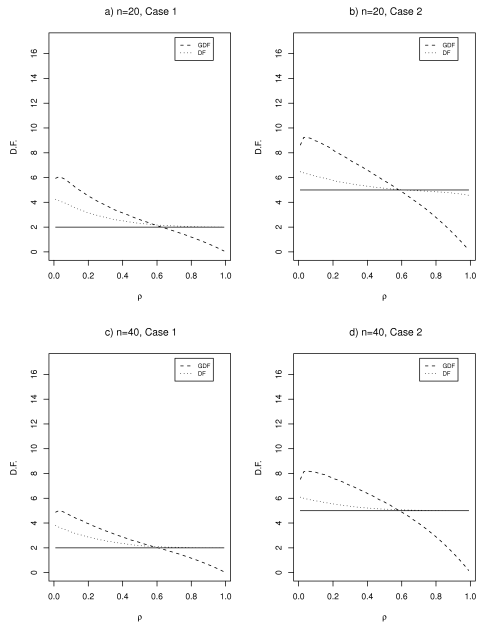 a) n=20, Case 1
GDF
DF
D.F.
0 2 4 6 8 10 12 14 16
0.0 0.2 0.4 0.6 0.8 1.0
ρ
b) n=20, Case 2
GDF
DF
D.F.
0 2 4 6 8 10 12 14 16
0.0 0.2 0.4 0.6 0.8 1.0
ρ
c) n=40, Case 1
GDF
DF
D.F.
0 2 4 6 8 10 12 14 16
0.0 0.2 0.4 0.6 0.8 1.0
ρ
d) n=40, Case 2
GDF
DF
D.F.
0 2 4 6 8 10 12 14 16
0.0 0.2 0.4 0.6 0.8 1.0
ρ